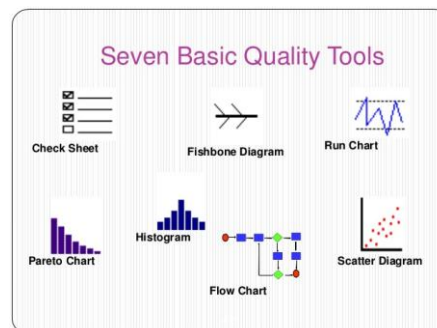 Seven Basic Quality Tools
Check Sheet
Fishbone Diagram
Run Chart
Pareto Chart
Histogram
Flow Chart
Scatter Diagram